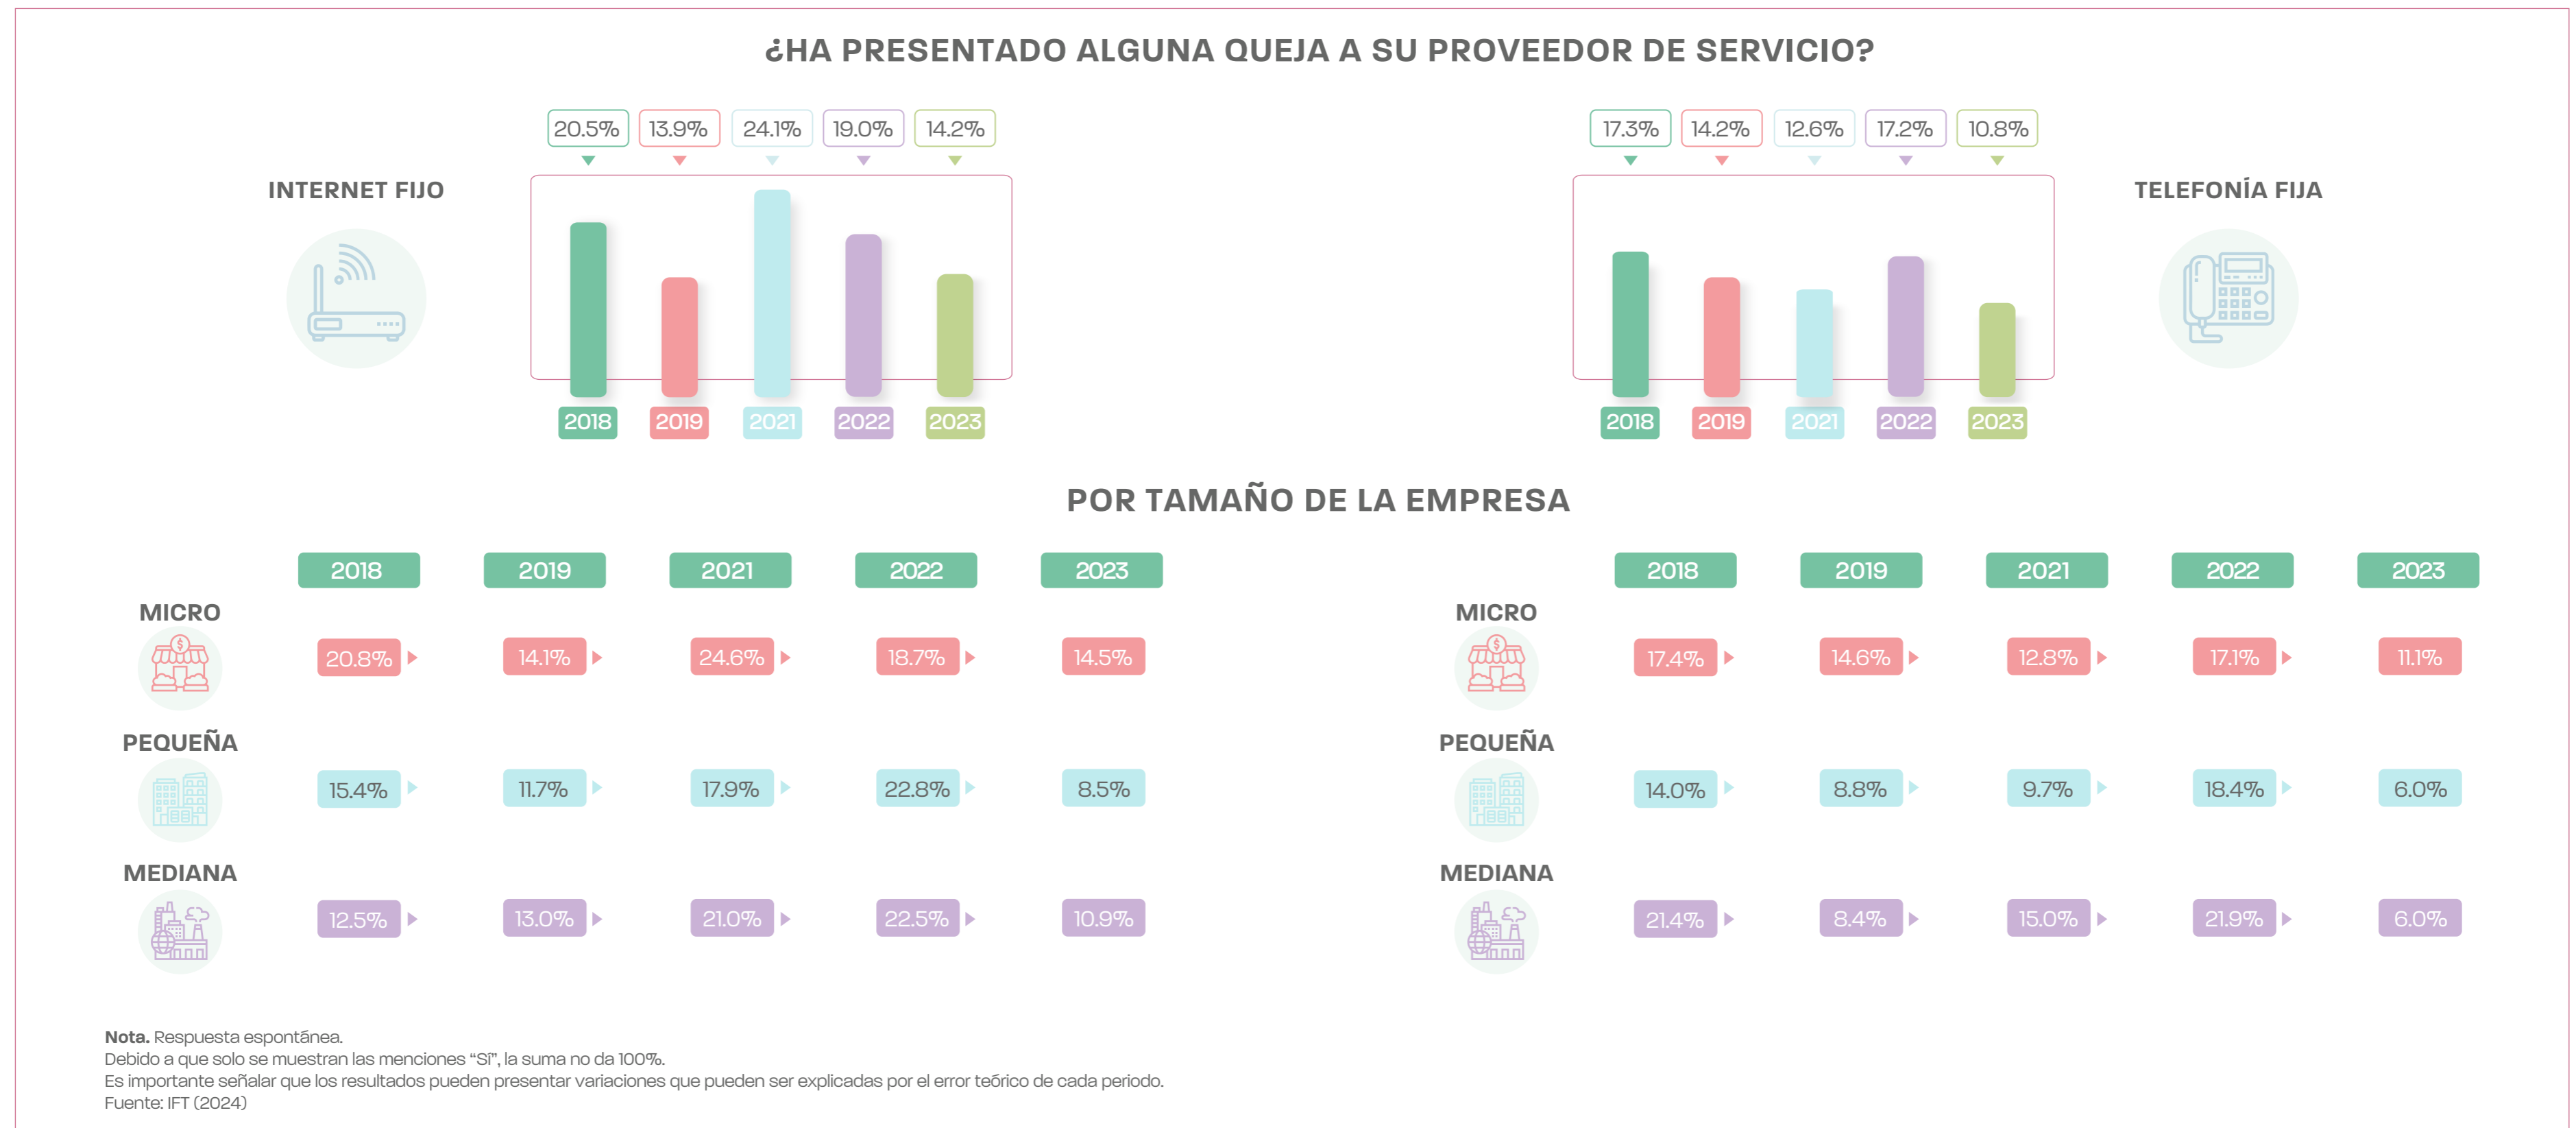 ¿HA PRESENTADO ALGUNA QUEJA A SU PROVEEDOR DE SERVICIO?
INTERNET FIJO
20.5% 13.9% 24.1% 19.0% 14.2%
2018 2019 2021 2022 2023
17.3% 14.2% 12.6% 17.2% 10.8%
TELEFONÍA FIJA
2018 2019 2021 2022 2023
POR TAMAÑO DE LA EMPRESA
2018 2019 2021 2022 2023
MICRO
20.8% 14.1% 24.6% 18.7% 14.5%
PEQUEÑA
15.4% 11.7% 17.9% 22.8% 8.5%
MEDIANA
12.5% 13.0% 21.0% 22.5% 10.9%
2018 2019 2021 2022 2023
MICRO
17.4% 14.6% 12.8% 17.1% 11.1%
PEQUEÑA
14.0% 8.8% 9.7% 18.4% 6.0%
MEDIANA
21.4% 8.4% 15.0% 21.9% 6.0%
Nota. Respuesta espontánea.
Debido a que solo se muestran las menciones “Sí”, la suma no da 100%.
Es importante señalar que los resultados pueden presentar variaciones que pueden ser explicadas por el error teórico de cada periodo.
Fuente: IFT (2024)